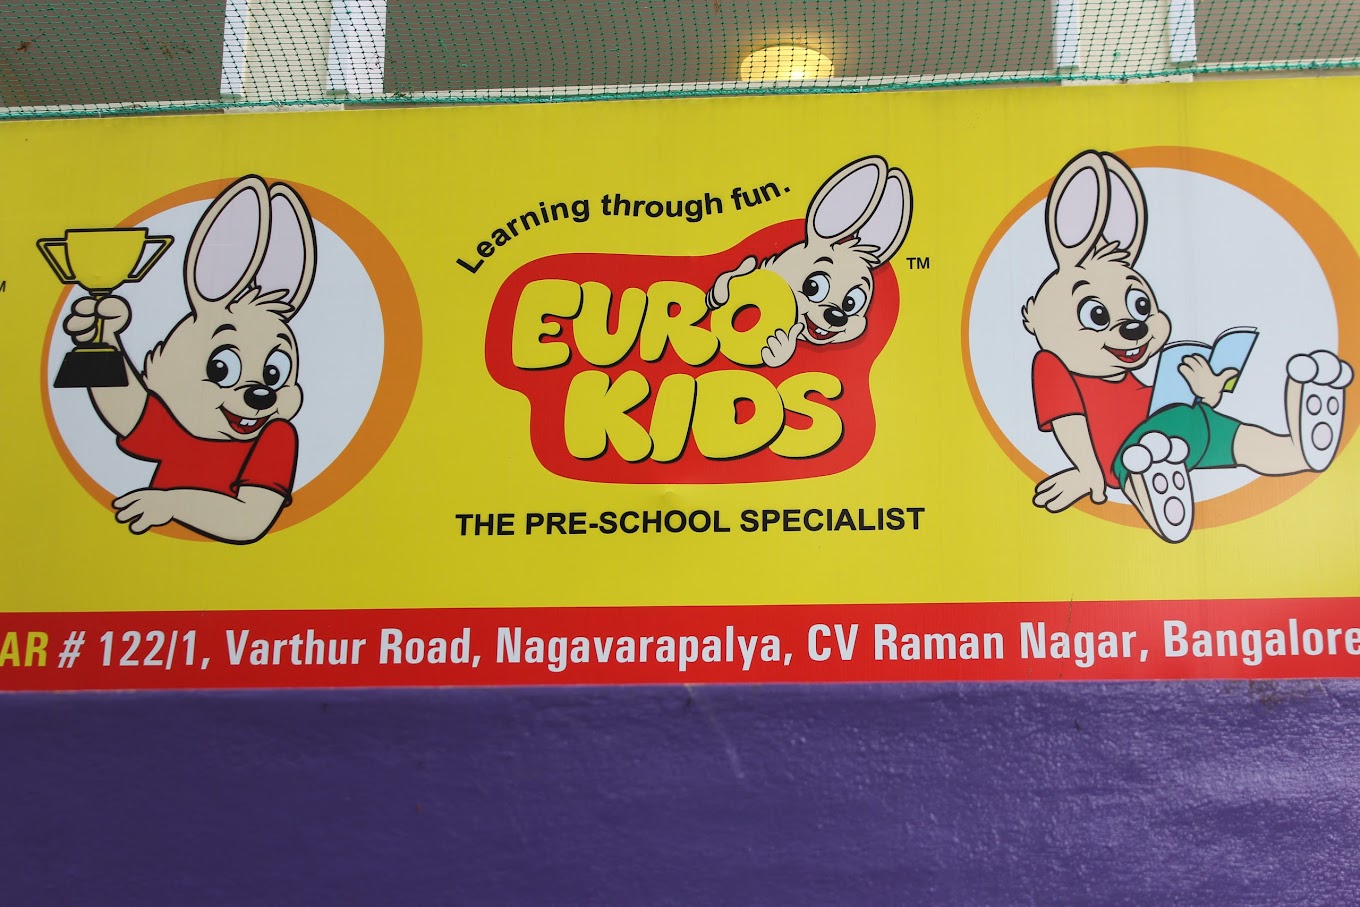 Learning through fun.
EURO
KIDS
TM
THE PRE-SCHOOL SPECIALIST
AR # 122/1, Varthur Road, Nagavarapalya, CV Raman Nagar, Bangalore